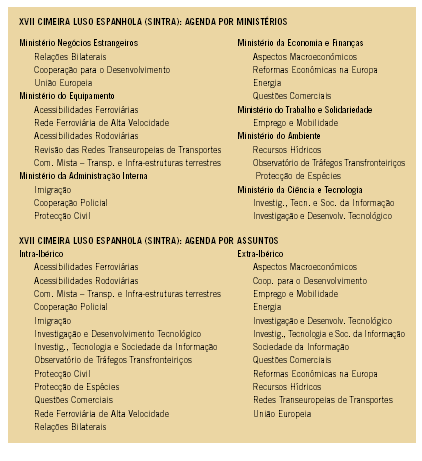 XVII CIMEIRA LUSO ESPANHOLA (SINTRA): AGENDA POR MINISTÉRIOS
Ministério Negócios Estrangeiros
Relações Bilaterais
Cooperação para o Desenvolvimento
União Europeia
Ministério do Equipamento
Acessibilidades Ferroviárias
Rede Ferroviária de Alta Velocidade
Acessibilidades Rodoviárias
Revisão das Redes Transeuropeias de Transportes
Com. Mista – Transp. e Infra-estruturas terrestres
Ministério da Administração Interna
Imigração
Cooperação Policial
Protecção Civil
Ministério da Economia e Finanças
Aspectos Macroeconómicos
Reformas Económicas na Europa
Energia
Questões Comerciais
Ministério do Trabalho e Solidariedade
Emprego e Mobilidade
Ministério do Ambiente
Recursos Hídricos
Observatório de Tráfegos Transfronteiriços
Protecção de Espécies
Ministério da Ciência e Tecnologia
Investig., Tecn. e Soc. da Informação
Investigação e Desenvolv. Tecnológico
XVII CIMEIRA LUSO ESPANHOLA (SINTRA): AGENDA POR ASSUNTOS
Intra-Ibérico
Acessibilidades Ferroviárias
Acessibilidades Rodoviárias
Com. Mista – Transp. e Infra-estruturas terrestres
Cooperação Policial
Imigração
Investigação e Desenvolvimento Tecnológico
Investig., Tecnologia e Sociedade da Informação
Observatório de Tráfegos Transfronteiriços
Protecção Civil
Protecção de Espécies
Questões Comerciais
Rede Ferroviária de Alta Velocidade
Relações Bilaterais
Extra-Ibérico
Aspectos Macroeconómicos
Coop. para o Desenvolvimento
Emprego e Mobilidade
Energia
Investigação e Desenvolv. Tecnológico
Investig., Tecnologia e Soc. da Informação
Sociedade da Informação
Questões Comerciais
Reformas Económicas na Europa
Recursos Hídricos
Redes Transeuropeias de Transportes
União Europeia